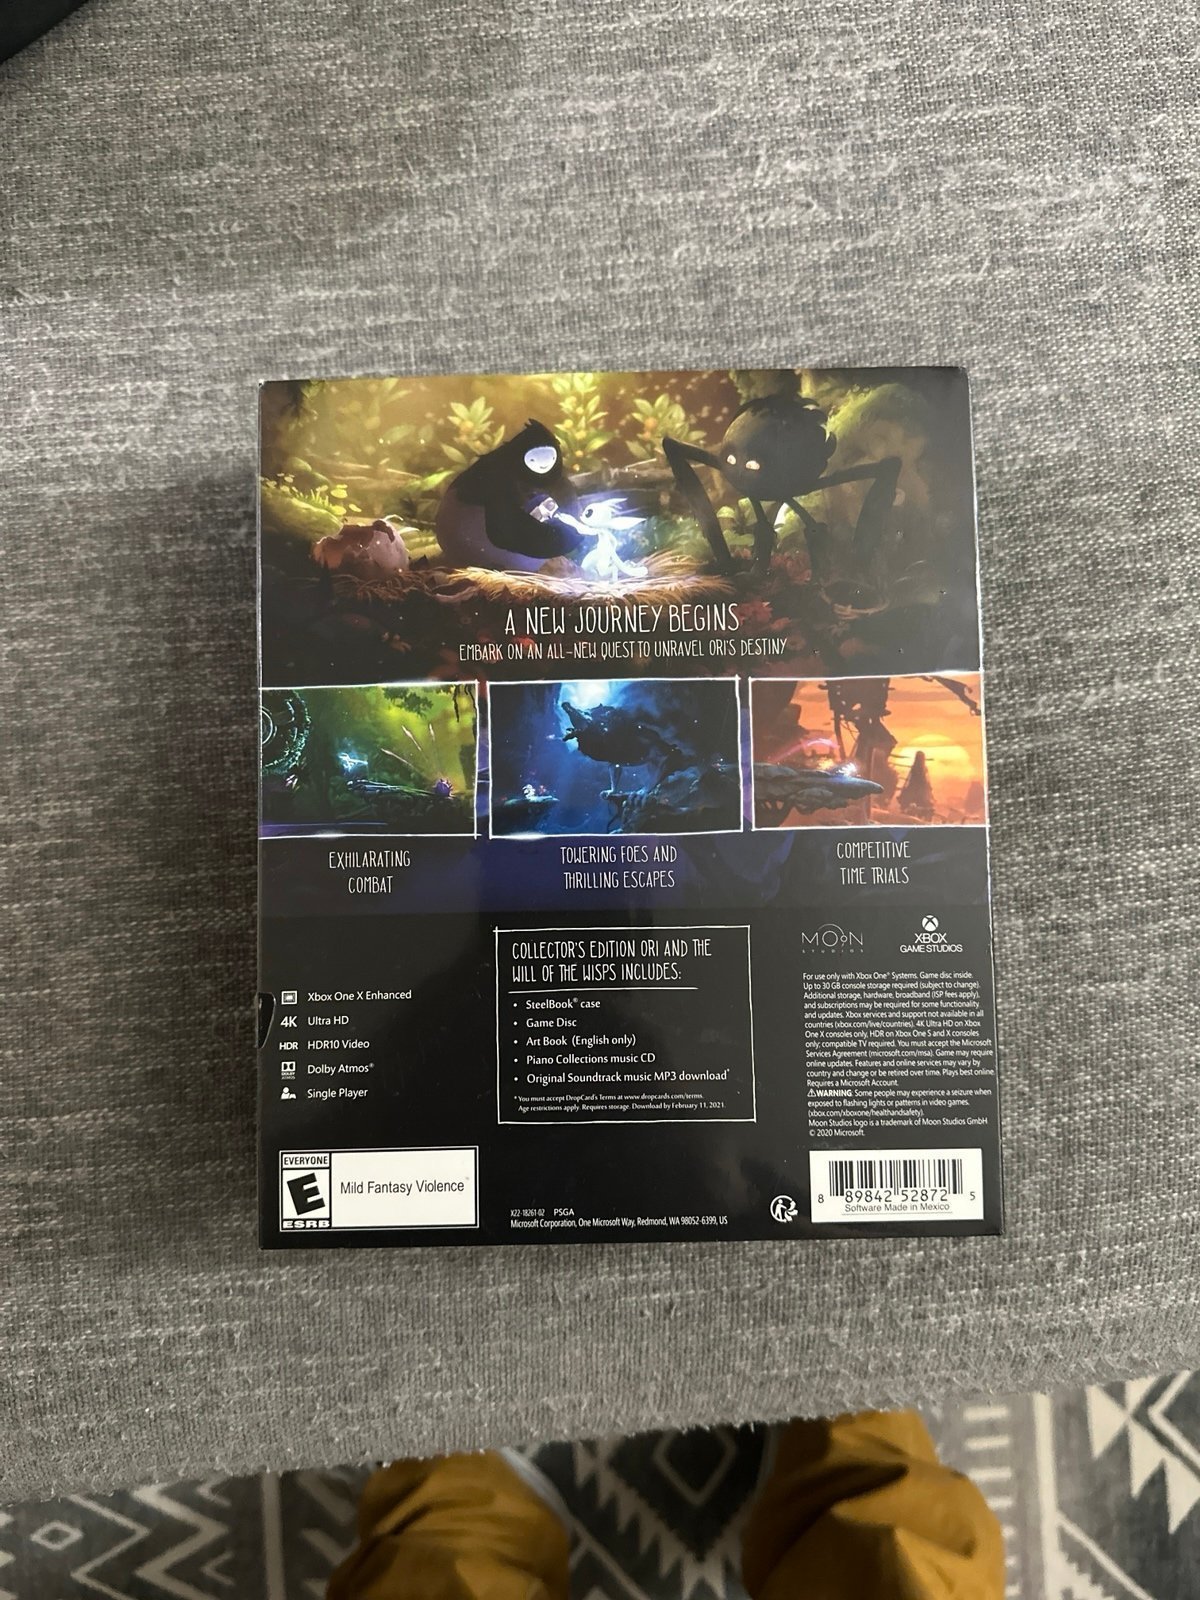 A NEW JOURNEY BEGINS
EMBARK ON AN ALL-NEW QUEST TO UNRAVEL ORI'S DESTINY
EXHILARATING
COMBAT
TOWERING FOES AND
THRILLING ESCAPES
COMPETITIVE
TIME TRIALS
Xbox One X Enhanced
4K Ultra HD
HDR HDR10 Video
DOLBY ATMOS Dolby Atmos®
Single Player
COLLECTOR'S EDITION ORI AND THE
WILL OF THE WISPS INCLUDES:
• SteelBook® case
• Game Disc
• Art Book (English only)
• Piano Collections music CD
• Original Soundtrack music MP3 download*
* You must accept DropCard's Terms at www.dropcards.com/terms.
Age restrictions apply. Requires storage. Download by February 11, 2021.
MOON
STUDIOS
XBOX
GAME STUDIOS
For use only with Xbox One® Systems. Game disc inside.
Up to 30 GB console storage required (subject to change).
Additional storage, hardware, broadband (ISP fees apply),
and subscriptions may be required for some functionality
and updates. Xbox services and support not available in all
countries (xbox.com/live/countries). 4K Ultra HD on Xbox
One X consoles only, HDR on Xbox One S and X consoles
only; compatible TV required. You must accept the Microsoft
Services Agreement (microsoft.com/msa). Game may require
online updates. Features and online services may vary by
country and change or be retired over time. Plays best online.
Requires a Microsoft Account.
⚠WARNING: Some people may experience a seizure when
exposed to flashing lights or patterns in video games.
(xbox.com/xboxone/healthandsafety).
Moon Studios logo is a trademark of Moon Studios GmbH
© 2020 Microsoft.
EVERYONE
E
ESRB
Mild Fantasy Violence
X22-18261-02 PSGA
Microsoft Corporation, One Microsoft Way, Redmond, WA 98052-6399, US
8 89842 52872 5
Software Made in Mexico